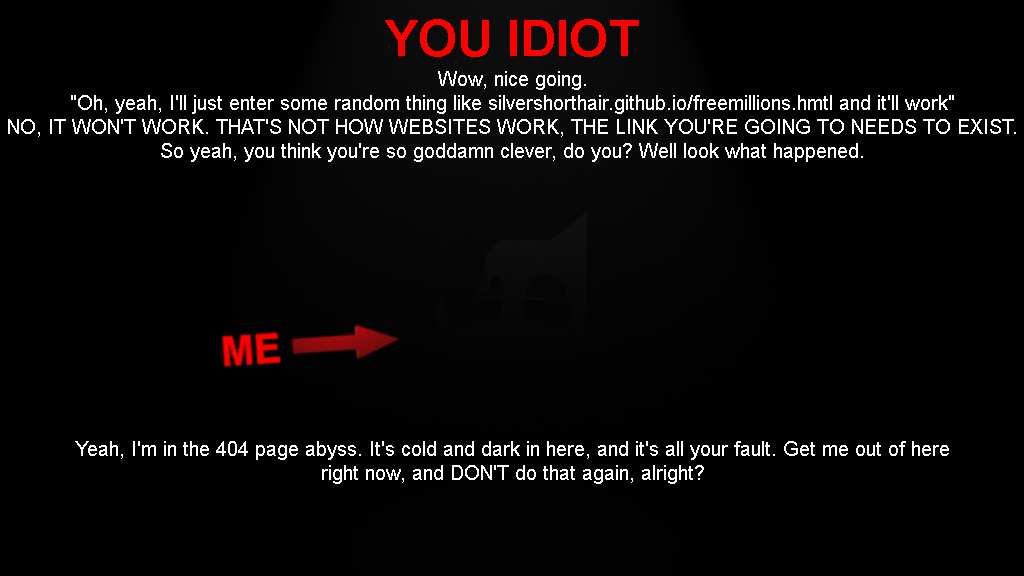 YOU IDIOT
Wow, nice going.
"Oh, yeah, I'll just enter some random thing like silvershorthair.github.io/freemillions.hmtl and it'll work"
NO, IT WON'T WORK. THAT'S NOT HOW WEBSITES WORK, THE LINK YOU'RE GOING TO NEEDS TO EXIST.
So yeah, you think you're so goddamn clever, do you? Well look what happened.
ME
Yeah, I'm in the 404 page abyss. It's cold and dark in here, and it's all your fault. Get me out of here
right now, and DON'T do that again, alright?